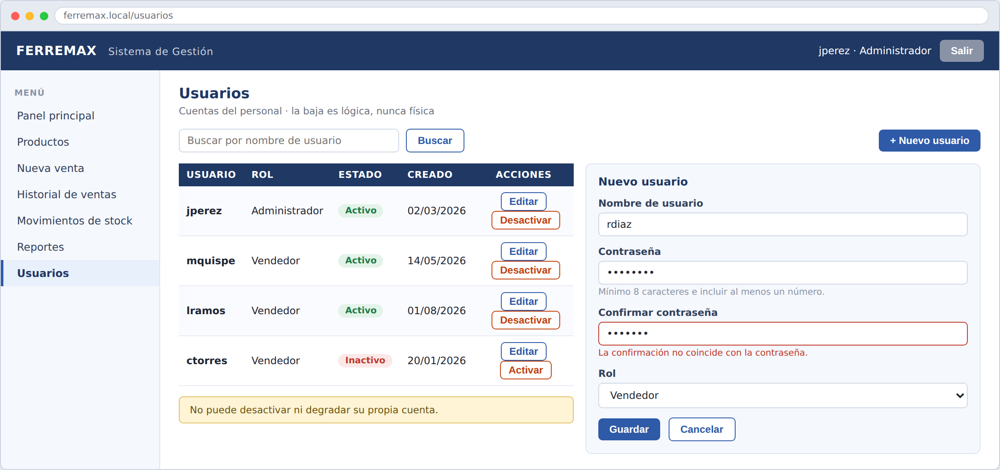 ferremax.local/usuarios
FERREMAX Sistema de Gestión
jperez · Administrador Salir
MENÚ
Panel principal
Productos
Nueva venta
Historial de ventas
Movimientos de stock
Reportes
Usuarios
Usuarios
Cuentas del personal · la baja es lógica, nunca física
Buscar por nombre de usuario Buscar
+ Nuevo usuario
USUARIO ROL ESTADO CREADO ACCIONES
jperez Administrador Activo 02/03/2026 Editar
Desactivar
mquispe Vendedor Activo 14/05/2026 Editar
Desactivar
lramos Vendedor Activo 01/08/2026 Editar
Desactivar
ctorres Vendedor Inactivo 20/01/2026 Editar
Activar
No puede desactivar ni degradar su propia cuenta.
Nuevo usuario
Nombre de usuario
rdiaz
Contraseña
••••••••
Mínimo 8 caracteres e incluir al menos un número.
Confirmar contraseña
•••••••
La confirmación no coincide con la contraseña.
Rol
Vendedor
Guardar Cancelar